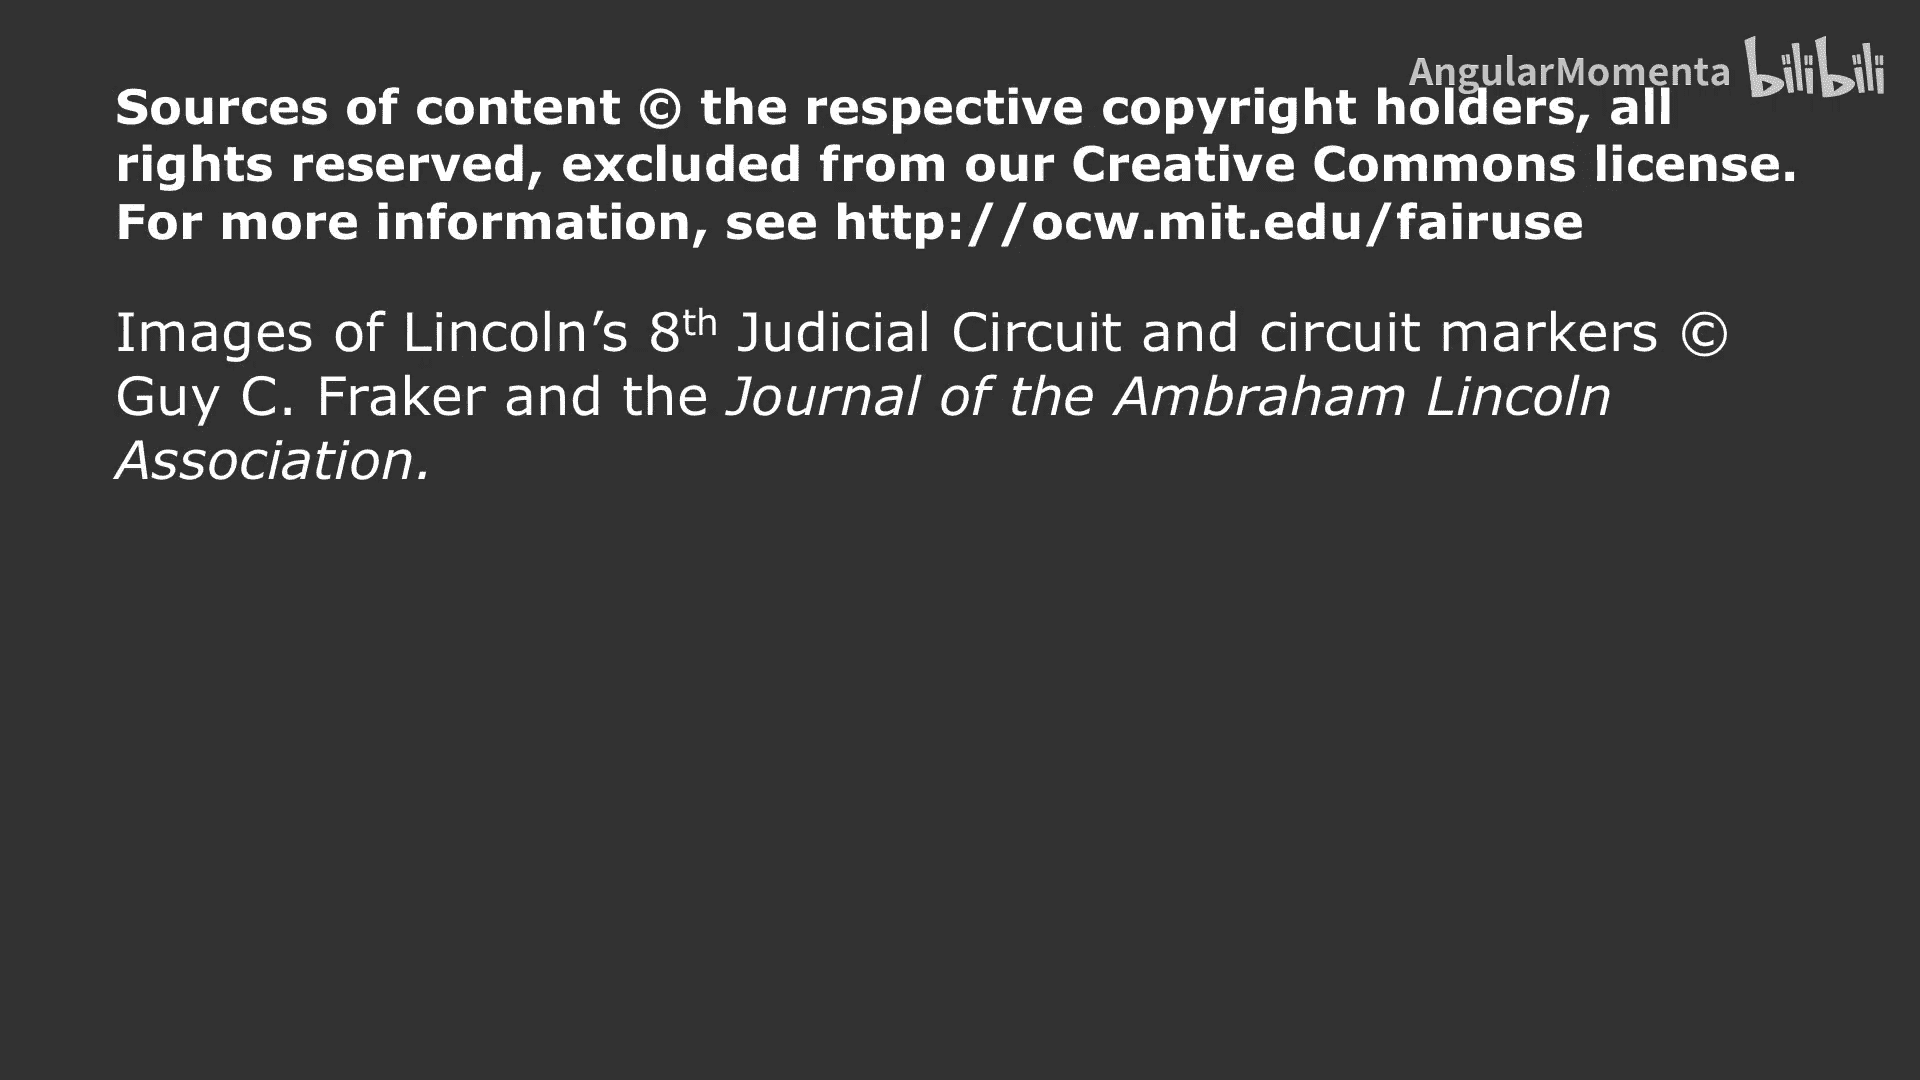 AngularMomenta bilibili
Sources of content © the respective copyright holders, all
rights reserved, excluded from our Creative Commons license.
For more information, see http://ocw.mit.edu/fairuse
Images of Lincoln’s 8th Judicial Circuit and circuit markers ©
Guy C. Fraker and the Journal of the Ambraham Lincoln
Association.